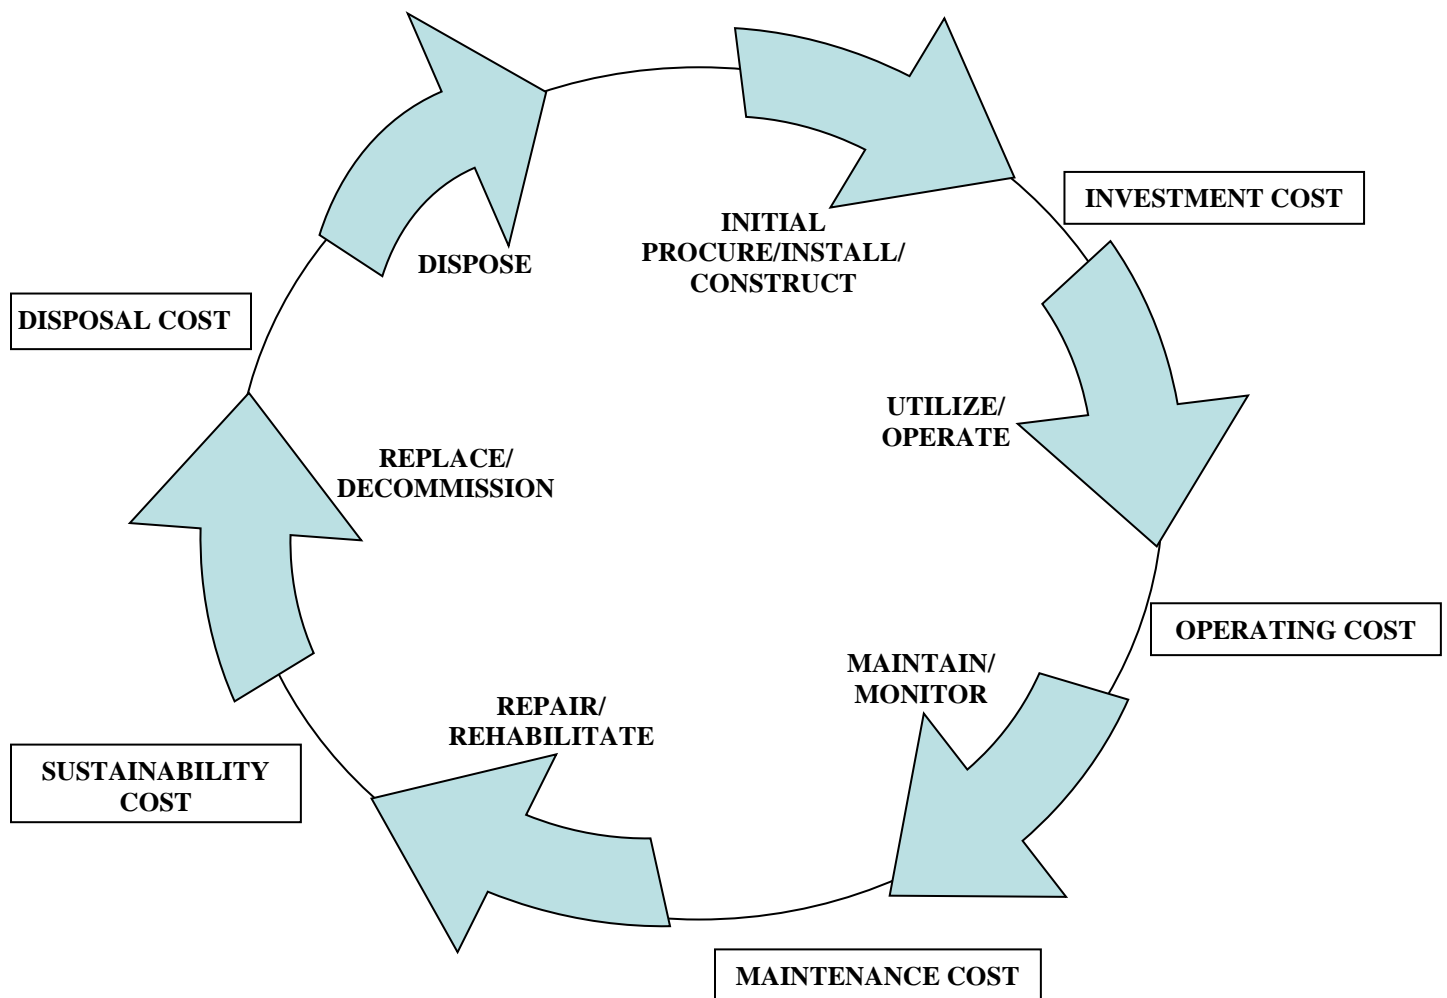 INITIAL
PROCURE/INSTALL/
CONSTRUCT
INVESTMENT COST
UTILIZE/
OPERATE
OPERATING COST
MAINTAIN/
MONITOR
MAINTENANCE COST
REPAIR/
REHABILITATE
SUSTAINABILITY
COST
REPLACE/
DECOMMISSION
DISPOSAL COST
DISPOSE